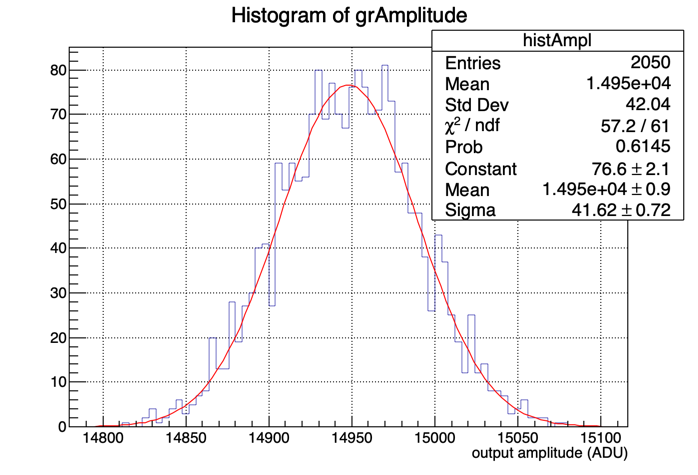 Histogram of grAmplitude
histAmpl
Entries 2050
Mean 1.495e+04
Std Dev 42.04
χ² / ndf 57.2 / 61
Prob 0.6145
Constant 76.6 ± 2.1
Mean 1.495e+04 ± 0.9
Sigma 41.62 ± 0.72
80
70
60
50
40
30
20
10
0
14800 14850 14900 14950 15000 15050 15100
output amplitude (ADU)